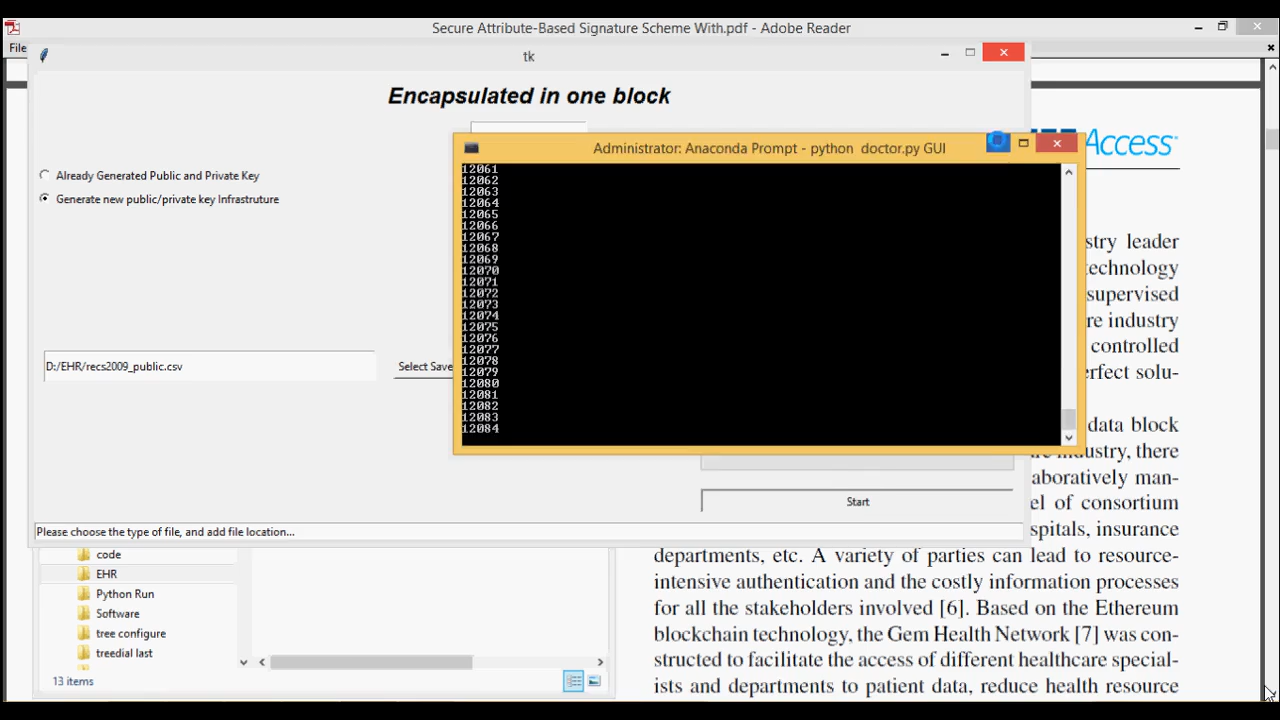 Secure Attribute-Based Signature Scheme With.pdf - Adobe Reader
File
tk
Encapsulated in one block
Already Generated Public and Private Key
Generate new public/private key Infrastruture
D:/EHR/recs2009_public.csv
Select Save
Administrator: Anaconda Prompt - python doctor.py GUI
12061
12062
12063
12064
12065
12066
12067
12068
12069
12070
12071
12072
12073
12074
12075
12076
12077
12078
12079
12080
12081
12082
12083
12084
Start
Please choose the type of file, and add file location...
code
EHR
Python Run
Software
tree configure
treedial last
13 items
Access
stry leader
technology
supervised
re industry
controlled
rfect solu-
data block
industry, there
aboratively man-
el of consortium
spitals, insurance
departments, etc. A variety of parties can lead to resource-
intensive authentication and the costly information processes
for all the stakeholders involved [6]. Based on the Ethereum
blockchain technology, the Gem Health Network [7] was con-
structed to facilitate the access of different healthcare special-
ists and departments to patient data, reduce health resource